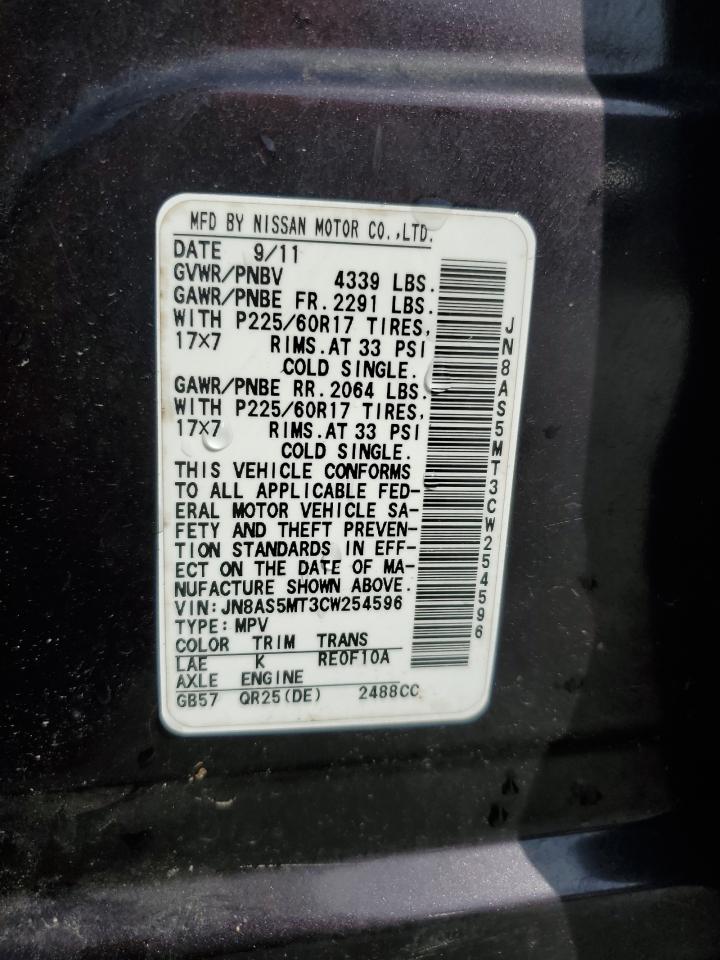 MFD BY NISSAN MOTOR CO.,LTD.
DATE 9/11
GVWR/PNBV 4339 LBS.
GAWR/PNBE FR.2291 LBS.
WITH P225/60R17 TIRES,
17×7 RIMS.AT 33 PSI
COLD SINGLE.
GAWR/PNBE RR.2064 LBS.
WITH P225/60R17 TIRES,
17×7 RIMS.AT 33 PSI
COLD SINGLE.
THIS VEHICLE CONFORMS
TO ALL APPLICABLE FED-
ERAL MOTOR VEHICLE SA-
FETY AND THEFT PREVEN-
TION STANDARDS IN EFF-
ECT ON THE DATE OF MA-
NUFACTURE SHOWN ABOVE.
VIN:JN8AS5MT3CW254596
TYPE:MPV
COLOR TRIM TRANS
LAE K RE0F10A
AXLE ENGINE
GB57 QR25(DE) 2488CC
JN8AS5MT3CW254596